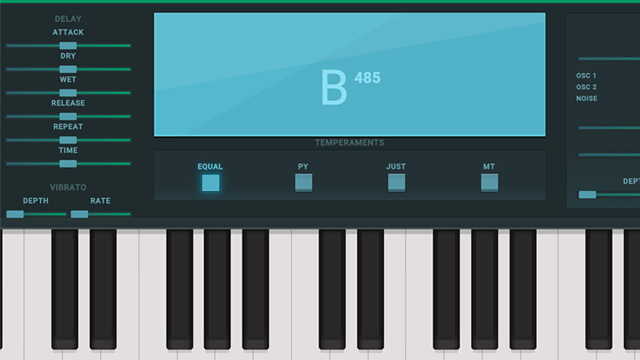 DELAY
ATTACK
DRY
WET
RELEASE
REPEAT
TIME
VIBRATO
DEPTH RATE
B 485
TEMPERAMENTS
EQUAL PY JUST MT
OSC 1
OSC 2
NOISE
DEPT